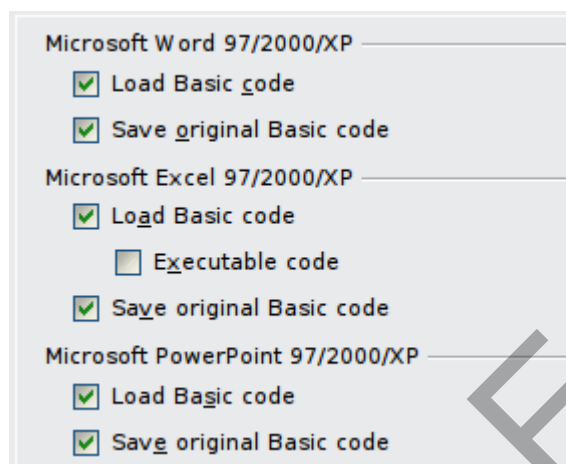 Microsoft Word 97/2000/XP
Load Basic code
Save original Basic code
Microsoft Excel 97/2000/XP
Load Basic code
Executable code
Save original Basic code
Microsoft PowerPoint 97/2000/XP
Load Basic code
Save original Basic code